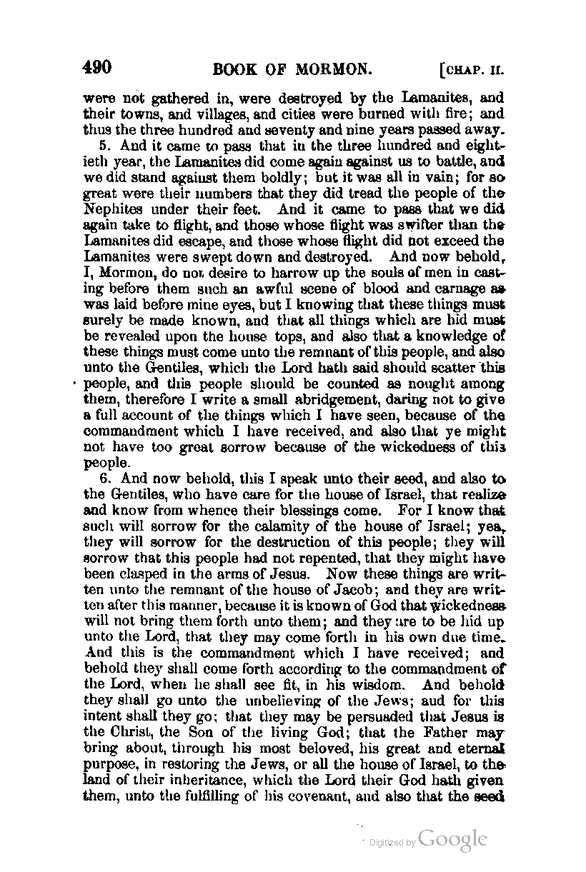 490 BOOK OF MORMON. [CHAP. II.
were not gathered in, were destroyed by the Lamanites, and
their towns, and villages, and cities were burned with fire; and
thus the three hundred and seventy and nine years passed away.
5. And it came to pass that in the three hundred and eight-
ieth year, the Lamanites did come again against us to battle, and
we did stand against them boldly; but it was all in vain; for so
great were their numbers that they did tread the people of the
Nephites under their feet. And it came to pass that we did
again take to flight, and those whose flight was swifter than the
Lamanites did escape, and those whose flight did not exceed the
Lamanites were swept down and destroyed. And now behold,
I, Mormon, do not desire to harrow up the souls of men in cast-
ing before them such an awful scene of blood and carnage as
was laid before mine eyes, but I knowing that these things must
surely be made known, and that all things which are hid must
be revealed upon the house tops, and also that a knowledge of
these things must come unto the remnant of this people, and also
unto the Gentiles, which the Lord hath said should scatter this
people, and this people should be counted as nought among
them, therefore I write a small abridgement, daring not to give
a full account of the things which I have seen, because of the
commandment which I have received, and also that ye might
not have too great sorrow because of the wickedness of this
people.
6. And now behold, this I speak unto their seed, and also to
the Gentiles, who have care for the house of Israel, that realize
and know from whence their blessings come. For I know that
such will sorrow for the calamity of the house of Israel; yea,
they will sorrow for the destruction of this people; they will
sorrow that this people had not repented, that they might have
been clasped in the arms of Jesus. Now these things are writ-
ten unto the remnant of the house of Jacob; and they are writ-
ten after this manner, because it is known of God that wickedness
will not bring them forth unto them; and they are to be hid up
unto the Lord, that they may come forth in his own due time.
And this is the commandment which I have received; and
behold they shall come forth according to the commandment of
the Lord, when he shall see fit, in his wisdom. And behold
they shall go unto the unbelieving of the Jews; and for this
intent shall they go; that they may be persuaded that Jesus is
the Christ, the Son of the living God; that the Father may
bring about, through his most beloved, his great and eternal
purpose, in restoring the Jews, or all the house of Israel, to the
land of their inheritance, which the Lord their God hath given
them, unto the fulfilling of his covenant, and also that the seed
Digitized by Google